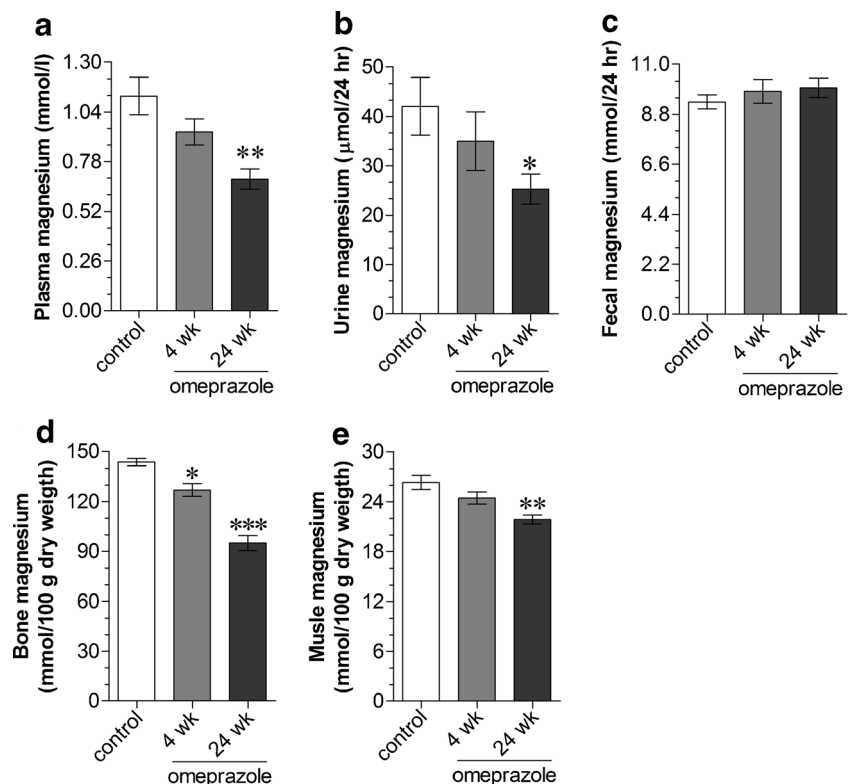 a
Plasma magnesium (mmol/l)
1.30
1.04
0.78
0.52
0.26
0.00
**
control
4 wk
24 wk
omeprazole
b
Urine magnesium (µmol/24 hr)
50
40
30
20
10
0
*
control
4 wk
24 wk
omeprazole
c
Fecal magnesium (mmol/24 hr)
11.0
8.8
6.6
4.4
2.2
0.0
control
4 wk
24 wk
omeprazole
d
Bone magnesium
(mmol/100 g dry weigth)
150
120
90
60
30
0
*
***
control
4 wk
24 wk
omeprazole
e
Musle magnesium
(mmol/100 g dry weigth)
30
24
18
12
6
0
**
control
4 wk
24 wk
omeprazole